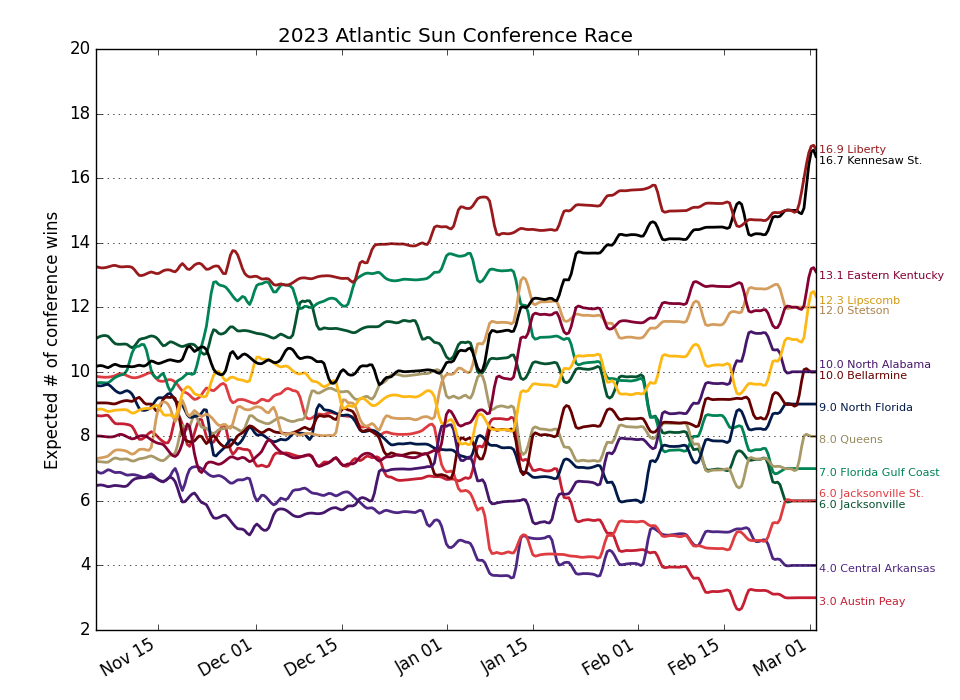 2023 Atlantic Sun Conference Race
Expected # of conference wins
20
18
16
14
12
10
8
6
4
2
16.9 Liberty
16.7 Kennesaw St.
13.1 Eastern Kentucky
12.3 Lipscomb
12.0 Stetson
10.0 North Alabama
10.0 Bellarmine
9.0 North Florida
8.0 Queens
7.0 Florida Gulf Coast
6.0 Jacksonville St.
6.0 Jacksonville
4.0 Central Arkansas
3.0 Austin Peay
Nov 15
Dec 01
Dec 15
Jan 01
Jan 15
Feb 01
Feb 15
Mar 01